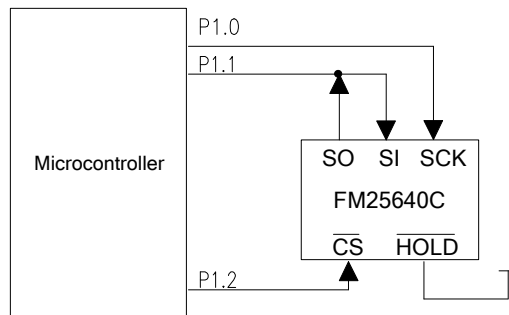 P1.0
P1.1
Microcontroller
SO SI SCK
FM25640C
CS HOLD
P1.2